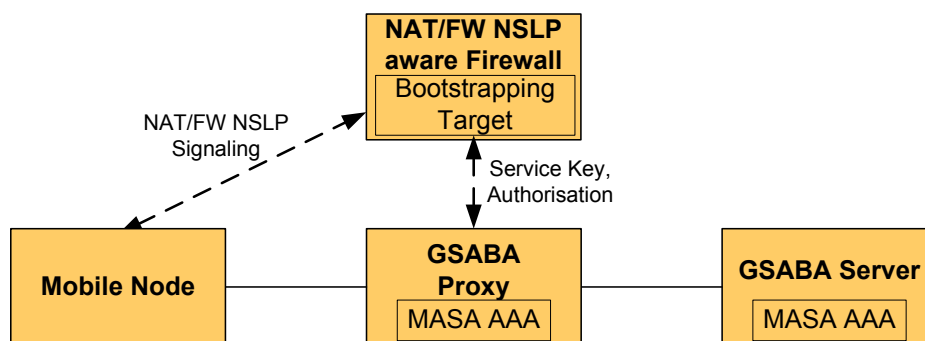 NAT/FW NSLP
aware Firewall
Bootstrapping
Target
NAT/FW NSLP
Signaling
Service Key,
Authorisation
Mobile Node
GSABA
Proxy
MASA AAA
GSABA Server
MASA AAA